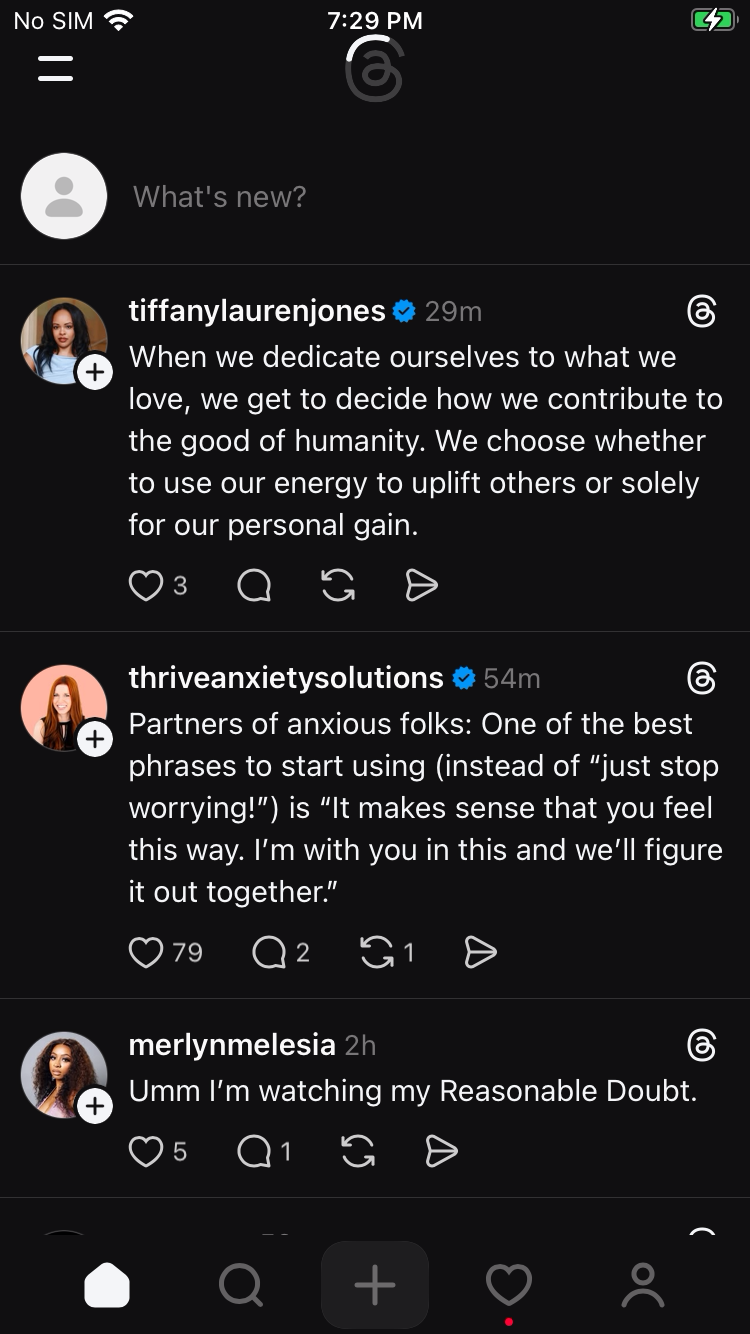 No SIM 7:29 PM
What's new?
tiffanylaurenjones 29m
When we dedicate ourselves to what we
love, we get to decide how we contribute to
the good of humanity. We choose whether
to use our energy to uplift others or solely
for our personal gain.
3
thriveanxietysolutions 54m
Partners of anxious folks: One of the best
phrases to start using (instead of “just stop
worrying!”) is “It makes sense that you feel
this way. I’m with you in this and we’ll figure
it out together.”
79 2 1
merlynmelesia 2h
Umm I’m watching my Reasonable Doubt.
5 1